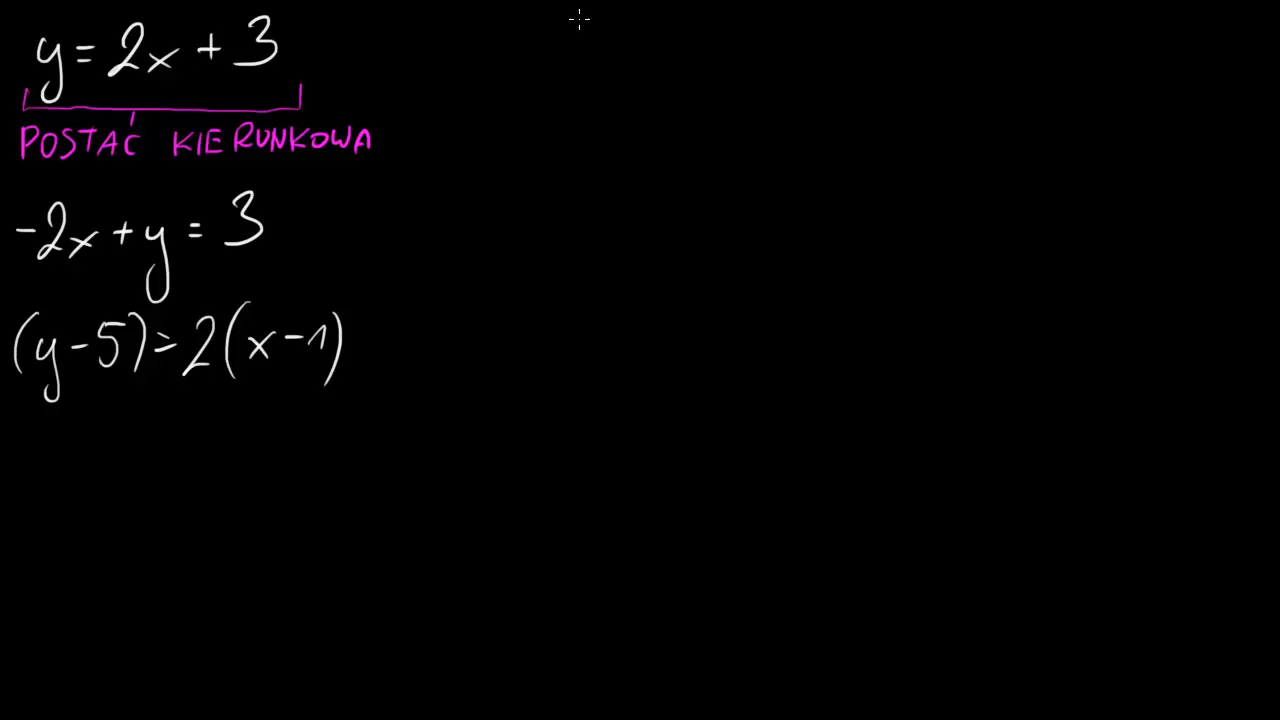 y = 2x + 3
POSTAĆ KIERUNKOWA
-2x + y = 3
(y - 5) = 2(x - 1)